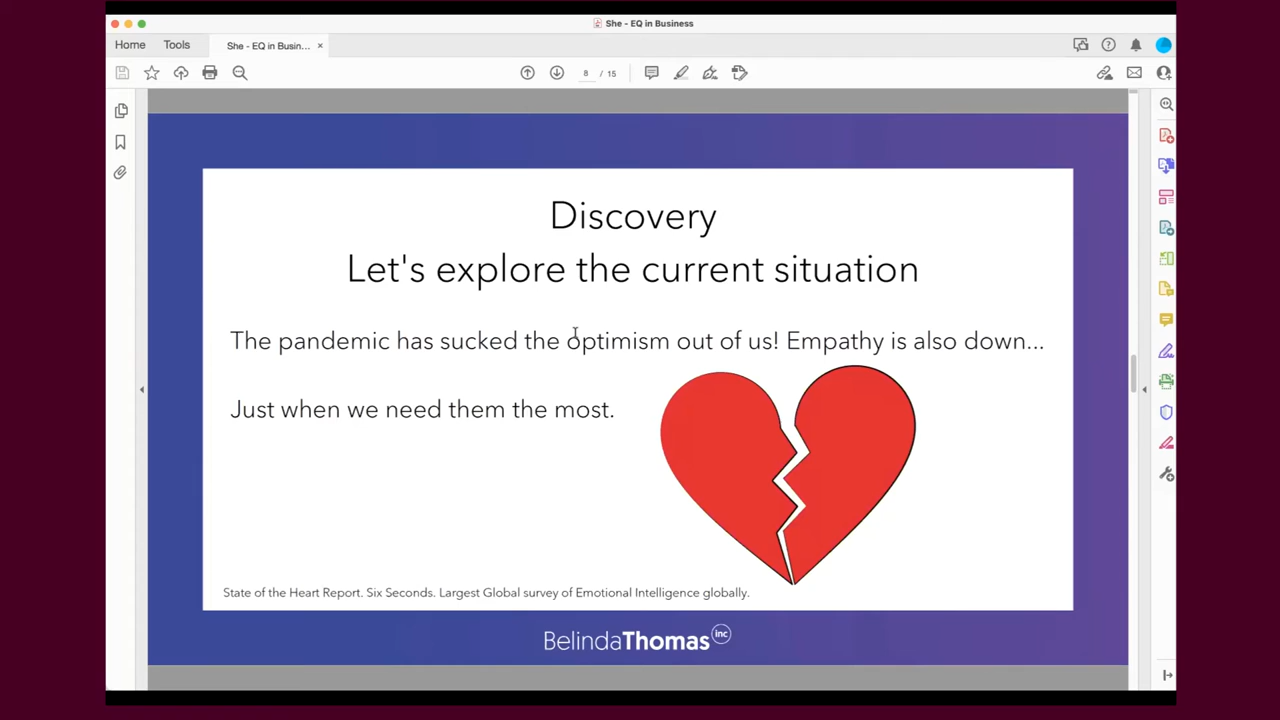 She - EQ in Business
Home
Tools
She - EQ in Busin...
8 / 15
Discovery
Let's explore the current situation
The pandemic has sucked the optimism out of us! Empathy is also down...
Just when we need them the most.
State of the Heart Report. Six Seconds. Largest Global survey of Emotional Intelligence globally.
BelindaThomas inc